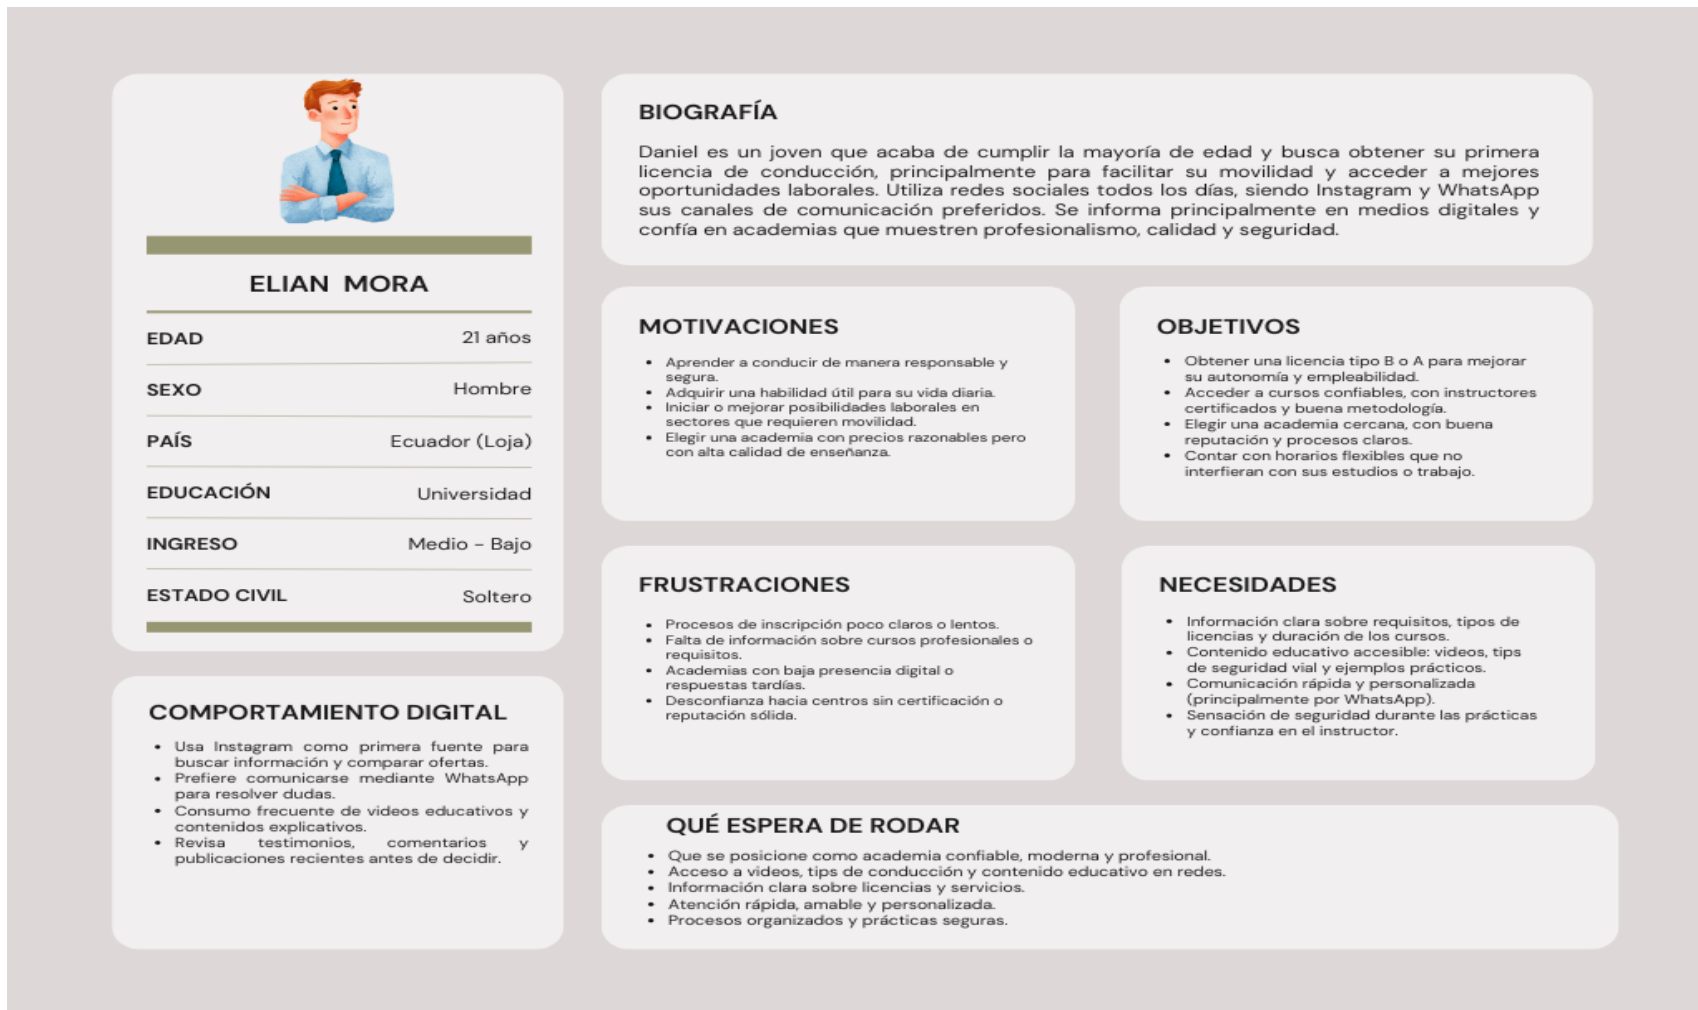 ELIAN MORA
EDAD 21 años
SEXO Hombre
PAÍS Ecuador (Loja)
EDUCACIÓN Universidad
INGRESO Medio - Bajo
ESTADO CIVIL Soltero
COMPORTAMIENTO DIGITAL
• Usa Instagram como primera fuente para
buscar información y comparar ofertas.
• Prefiere comunicarse mediante WhatsApp
para resolver dudas.
• Consumo frecuente de videos educativos y
contenidos explicativos.
• Revisa testimonios, comentarios y
publicaciones recientes antes de decidir.
BIOGRAFÍA
Daniel es un joven que acaba de cumplir la mayoría de edad y busca obtener su primera
licencia de conducción, principalmente para facilitar su movilidad y acceder a mejores
oportunidades laborales. Utiliza redes sociales todos los días, siendo Instagram y WhatsApp
sus canales de comunicación preferidos. Se informa principalmente en medios digitales y
confía en academias que muestren profesionalismo, calidad y seguridad.
MOTIVACIONES
• Aprender a conducir de manera responsable y
segura.
• Adquirir una habilidad útil para su vida diaria.
• Iniciar o mejorar posibilidades laborales en
sectores que requieren movilidad.
• Elegir una academia con precios razonables pero
con alta calidad de enseñanza.
OBJETIVOS
• Obtener una licencia tipo B o A para mejorar
su autonomía y empleabilidad.
• Acceder a cursos confiables, con instructores
certificados y buena metodología.
• Elegir una academia cercana, con buena
reputación y procesos claros.
• Contar con horarios flexibles que no
interfieran con sus estudios o trabajo.
FRUSTRACIONES
• Procesos de inscripción poco claros o lentos.
• Falta de información sobre cursos profesionales o
requisitos.
• Academias con baja presencia digital o
respuestas tardías.
• Desconfianza hacia centros sin certificación o
reputación sólida.
NECESIDADES
• Información clara sobre requisitos, tipos de
licencias y duración de los cursos.
• Contenido educativo accesible: videos, tips
de seguridad vial y ejemplos prácticos.
• Comunicación rápida y personalizada
(principalmente por WhatsApp).
• Sensación de seguridad durante las prácticas
y confianza en el instructor.
QUÉ ESPERA DE RODAR
• Que se posicione como academia confiable, moderna y profesional.
• Acceso a videos, tips de conducción y contenido educativo en redes.
• Información clara sobre licencias y servicios.
• Atención rápida, amable y personalizada.
• Procesos organizados y prácticas seguras.